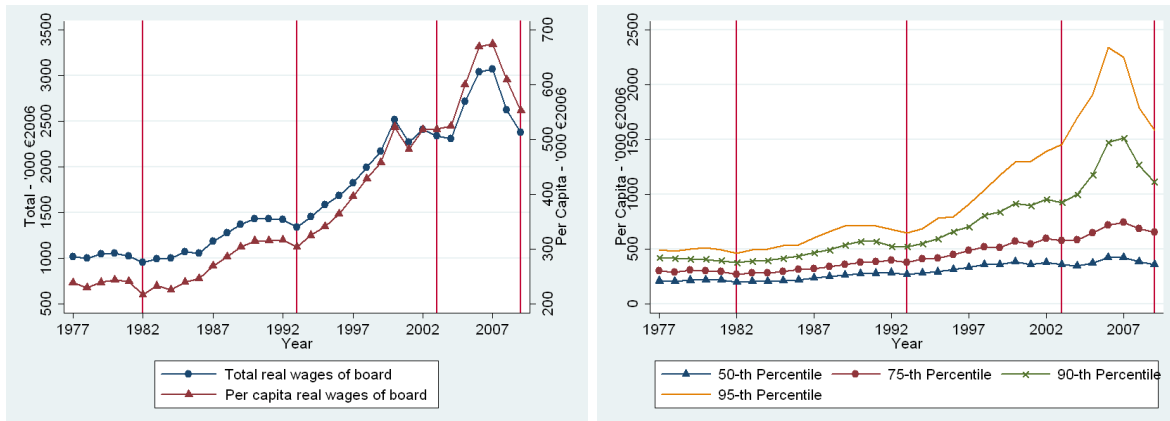 Total - '000 €2006
500 1000 1500 2000 2500 3000 3500
200 300 400 500 600 700
Per Capita - '000 €2006
1977 1982 1987 1992 1997 2002 2007
Year
Total real wages of board
Per capita real wages of board
Per Capita - '000 €2006
0 500 1000 1500 2000 2500
1977 1982 1987 1992 1997 2002 2007
Year
50-th Percentile 75-th Percentile 90-th Percentile
95-th Percentile